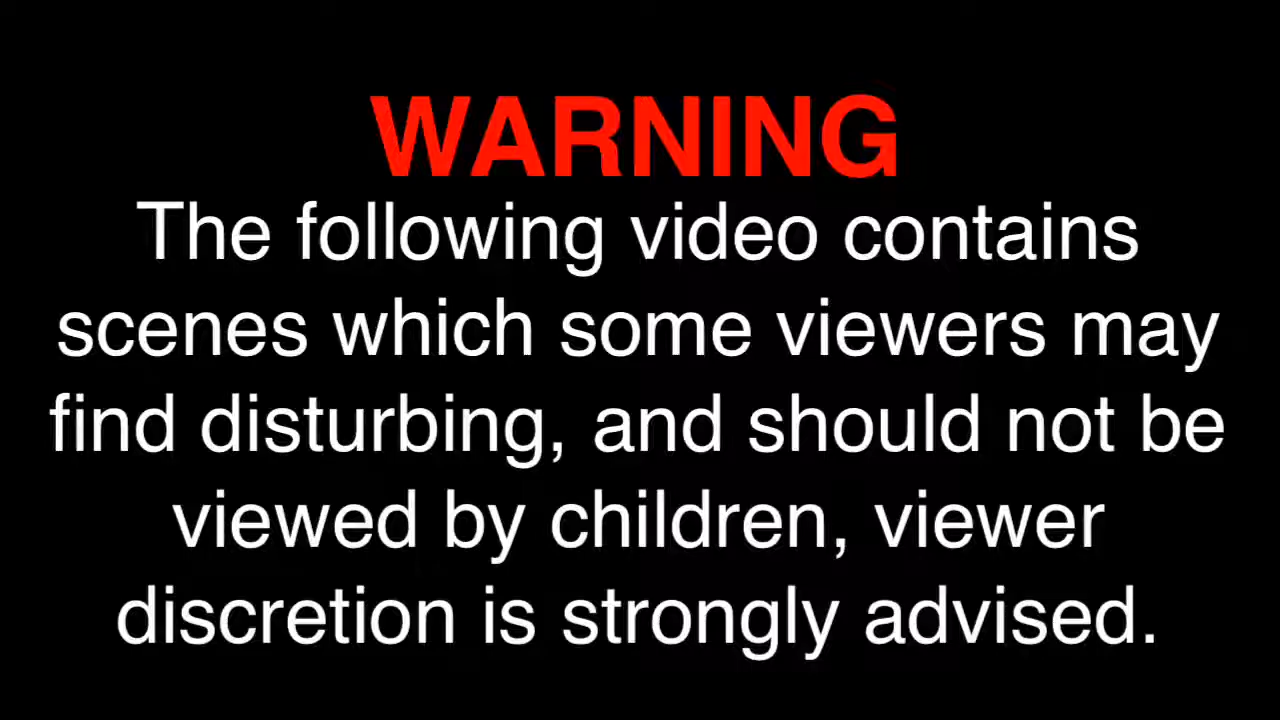 WARNING
The following video contains
scenes which some viewers may
find disturbing, and should not be
viewed by children, viewer
discretion is strongly advised.